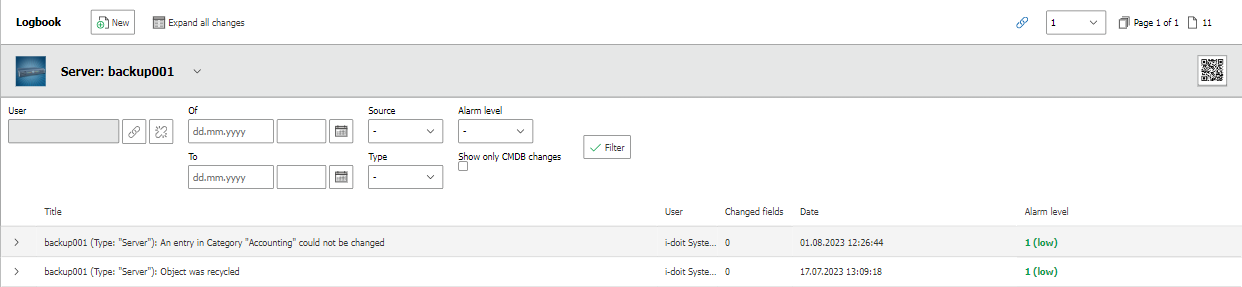 Logbook New Expand all changes 1 Page 1 of 1 11
Server: backup001
User Of Source Alarm level
dd.mm.yyyy - -
Filter
To Type Show only CMDB changes
dd.mm.yyyy -
Title User Changed fields Date Alarm level
backup001 (Type: "Server"): An entry in Category "Accounting" could not be changed i-doit Syste... 0 01.08.2023 12:26:44 1 (low)
backup001 (Type: "Server"): Object was recycled i-doit Syste... 0 17.07.2023 13:09:18 1 (low)